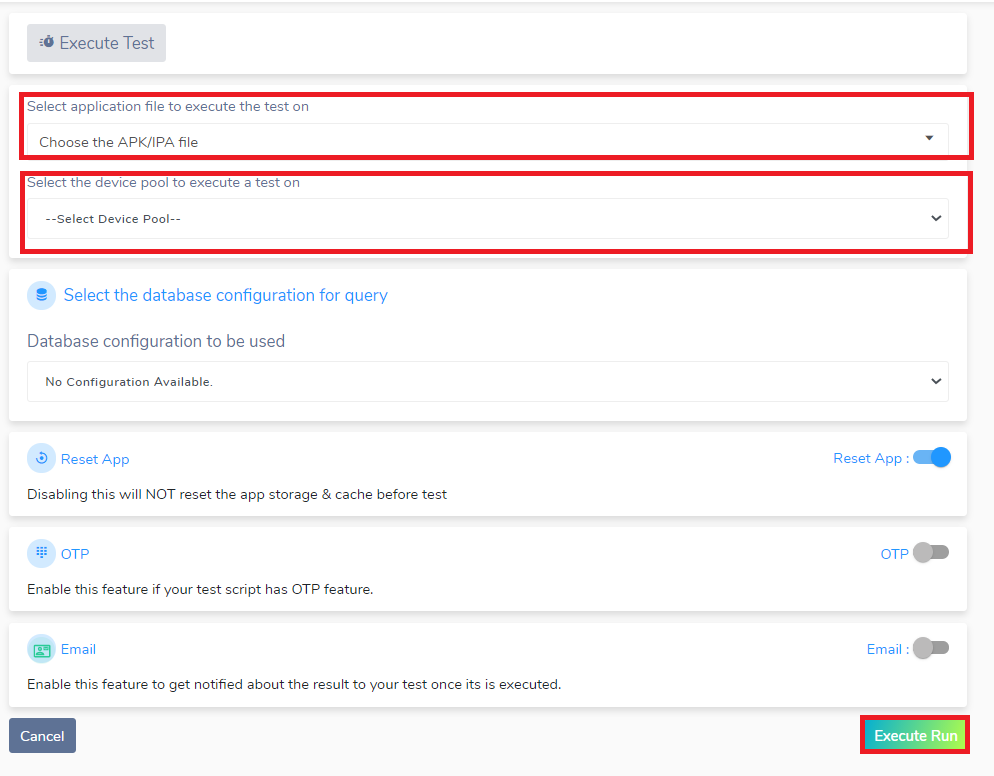 Execute Test
Select application file to execute the test on
Choose the APK/IPA file
Select the device pool to execute a test on
--Select Device Pool--
Select the database configuration for query
Database configuration to be used
No Configuration Available.
Reset App
Reset App :
Disabling this will NOT reset the app storage & cache before test
OTP
OTP
Enable this feature if your test script has OTP feature.
Email
Email :
Enable this feature to get notified about the result to your test once its is executed.
Cancel
Execute Run